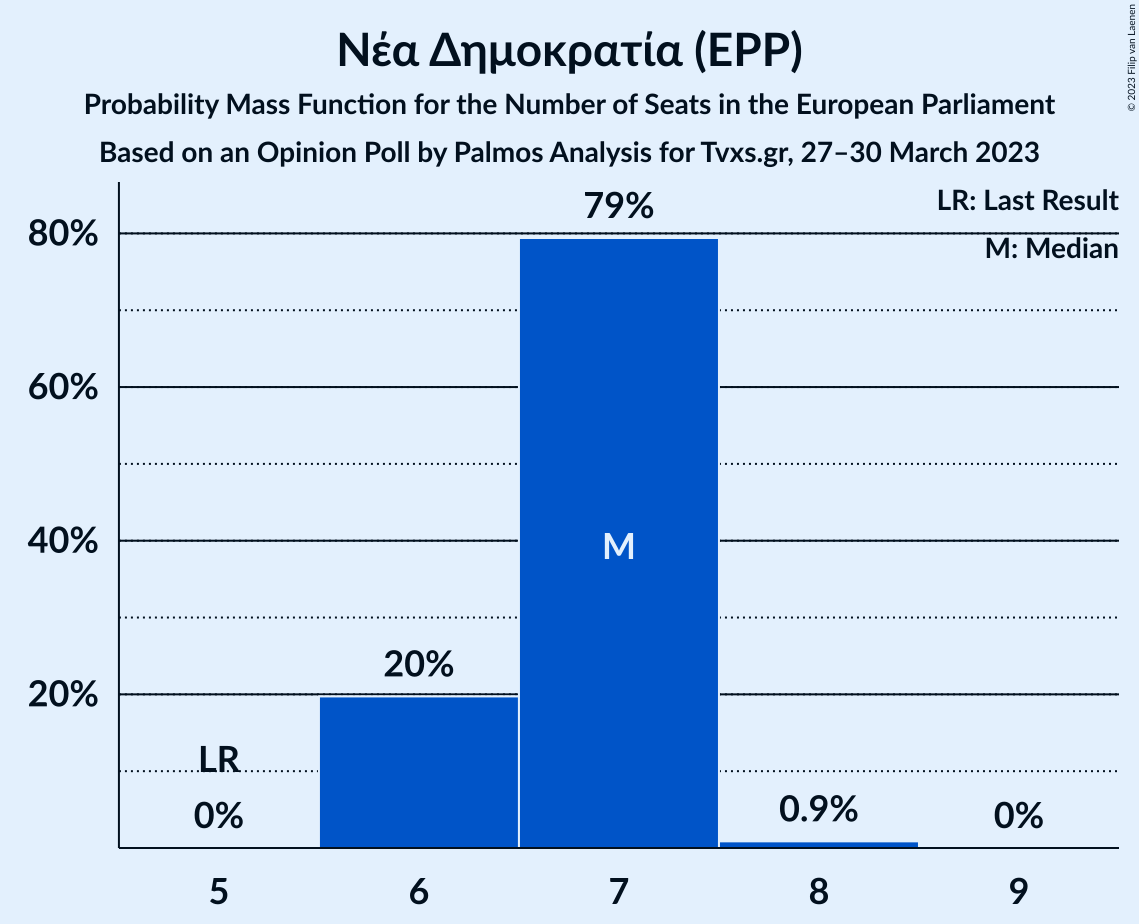 Νέα Δημοκρατία (EPP)
Probability Mass Function for the Number of Seats in the European Parliament
Based on an Opinion Poll by Palmos Analysis for Tvxs.gr, 27–30 March 2023
© 2023 Filip van Laenen
LR: Last Result
M: Median
79%
80%
60%
40%
M
20%
20%
LR
0%
0.9%
0%
5 6 7 8 9